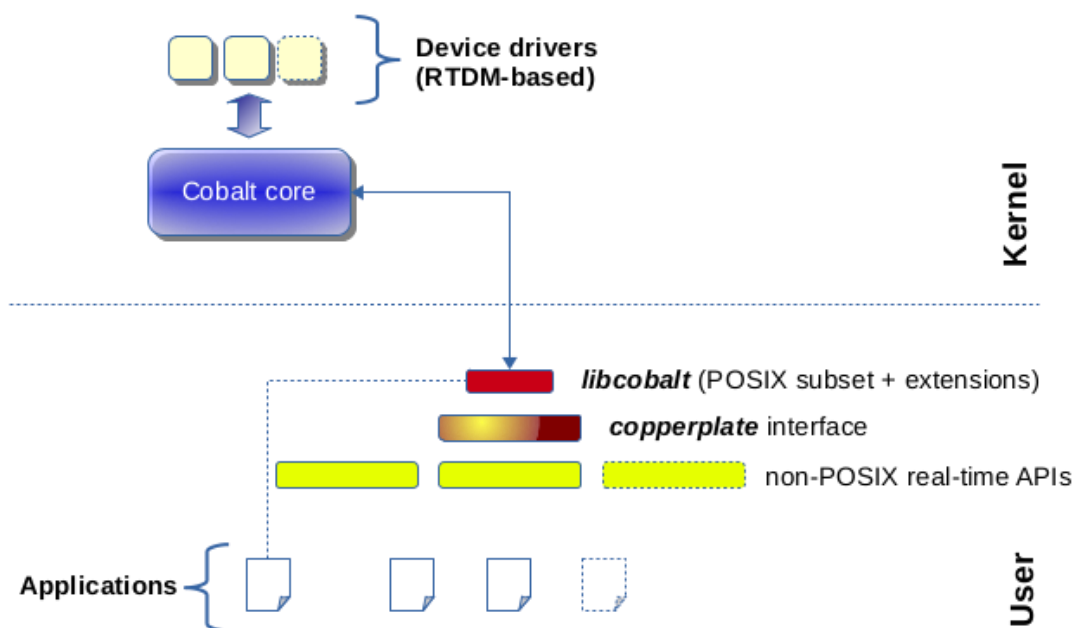 Device drivers
(RTDM-based)
Cobalt core
Kernel
libcobalt (POSIX subset + extensions)
copperplate interface
non-POSIX real-time APIs
Applications
User